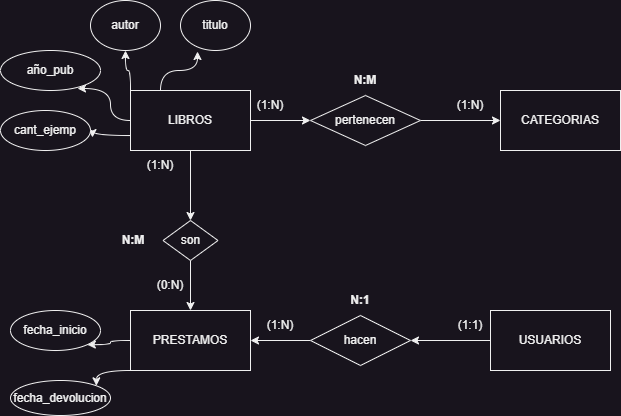 autor
titulo
año_pub
N:M
(1:N)
(1:N)
LIBROS
pertenecen
CATEGORIAS
cant_ejemp
(1:N)
N:M
son
(0:N)
N:1
fecha_inicio
(1:N)
(1:1)
PRESTAMOS
hacen
USUARIOS
fecha_devolucion